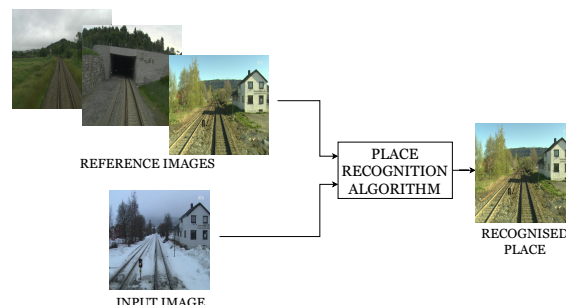 REFERENCE IMAGES
PLACE
RECOGNITION
ALGORITHM
RECOGNISED
PLACE
INPUT IMAGE